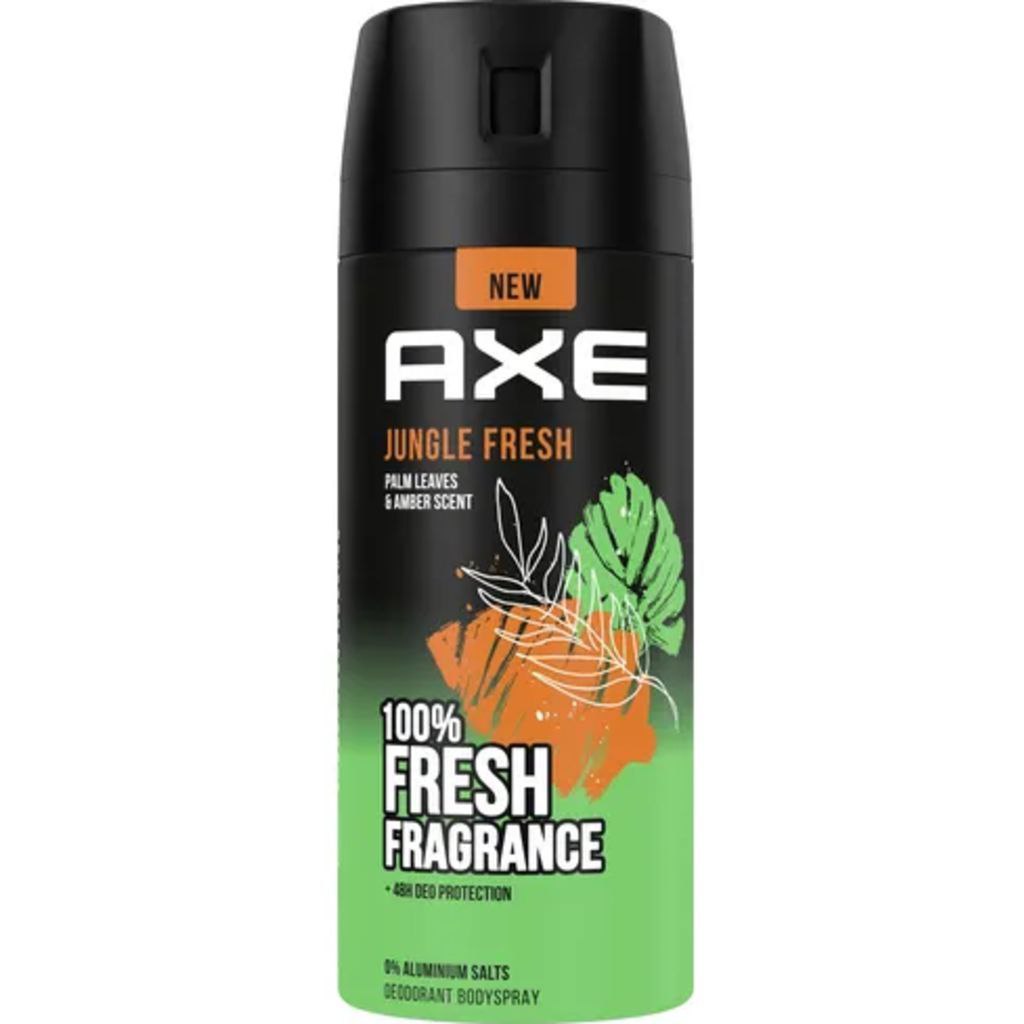 NEW
AXE
JUNGLE FRESH
PALM LEAVES
& AMBER SCENT
100%
FRESH
FRAGRANCE
+ 48H DEO PROTECTION
0% ALUMINIUM SALTS
DEODORANT BODYSPRAY